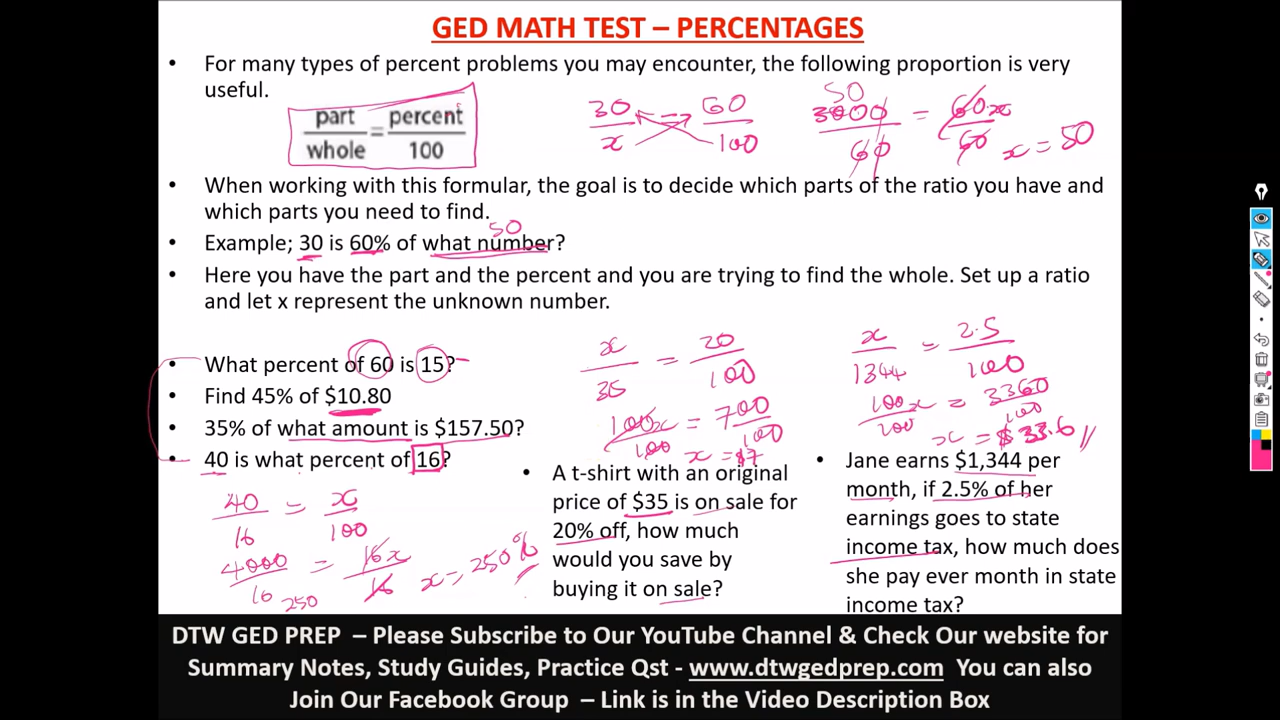 GED MATH TEST – PERCENTAGES
• For many types of percent problems you may encounter, the following proportion is very
useful.
part/whole = percent/100
30/x = 60/100
50
3000/60 = 60x/60
x = 50
• When working with this formular, the goal is to decide which parts of the ratio you have and
which parts you need to find.
50
• Example; 30 is 60% of what number?
• Here you have the part and the percent and you are trying to find the whole. Set up a ratio
and let x represent the unknown number.
• What percent of 60 is 15?
• Find 45% of $10.80
• 35% of what amount is $157.50?
• 40 is what percent of 16?
40/16 = x/100
4000/16 = 16x/16
250
x = 250%
x/35 = 20/100
100x/100 = 700/100
x = $7
• A t-shirt with an original
price of $35 is on sale for
20% off, how much
would you save by
buying it on sale?
x/1344 = 2.5/100
100x/100 = 3360/100
x = $33.6
• Jane earns $1,344 per
month, if 2.5% of her
earnings goes to state
income tax, how much does
she pay ever month in state
income tax?
DTW GED PREP – Please Subscribe to Our YouTube Channel & Check Our website for
Summary Notes, Study Guides, Practice Qst - www.dtwgedprep.com You can also
Join Our Facebook Group – Link is in the Video Description Box